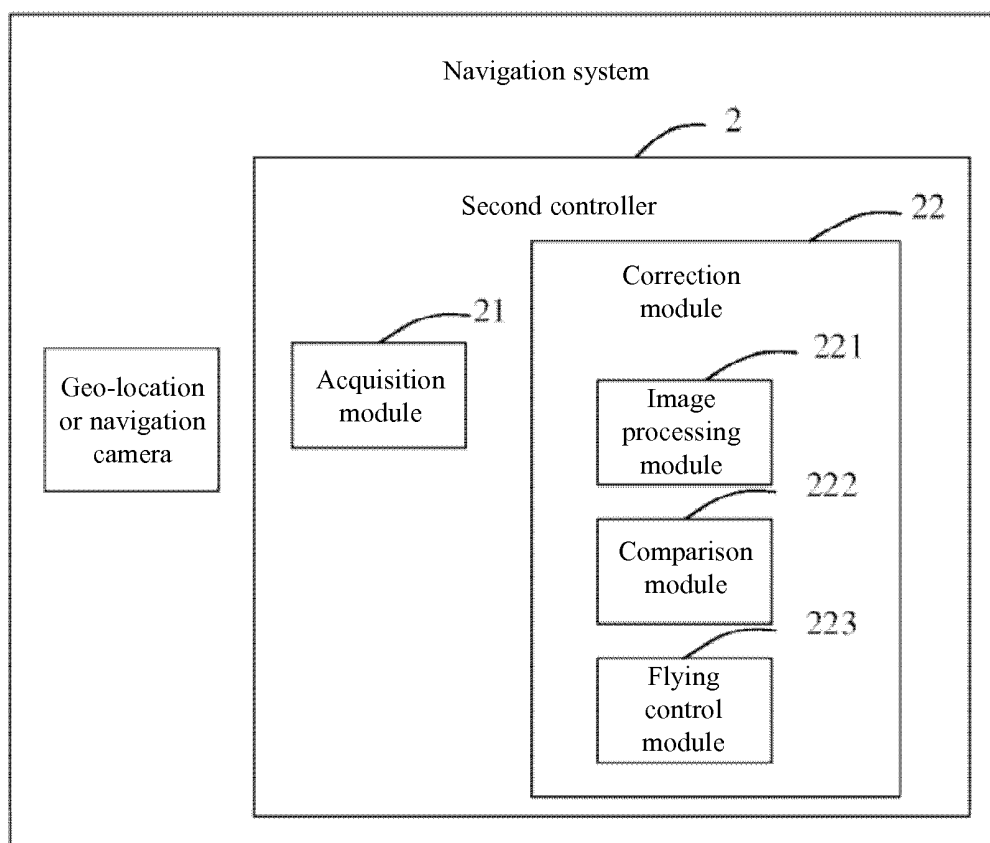 Navigation system
2
Second controller
22
Correction
module
21
Geo-location
or navigation
camera
Acquisition
module
221
Image
processing
module
222
Comparison
module
223
Flying
control
module